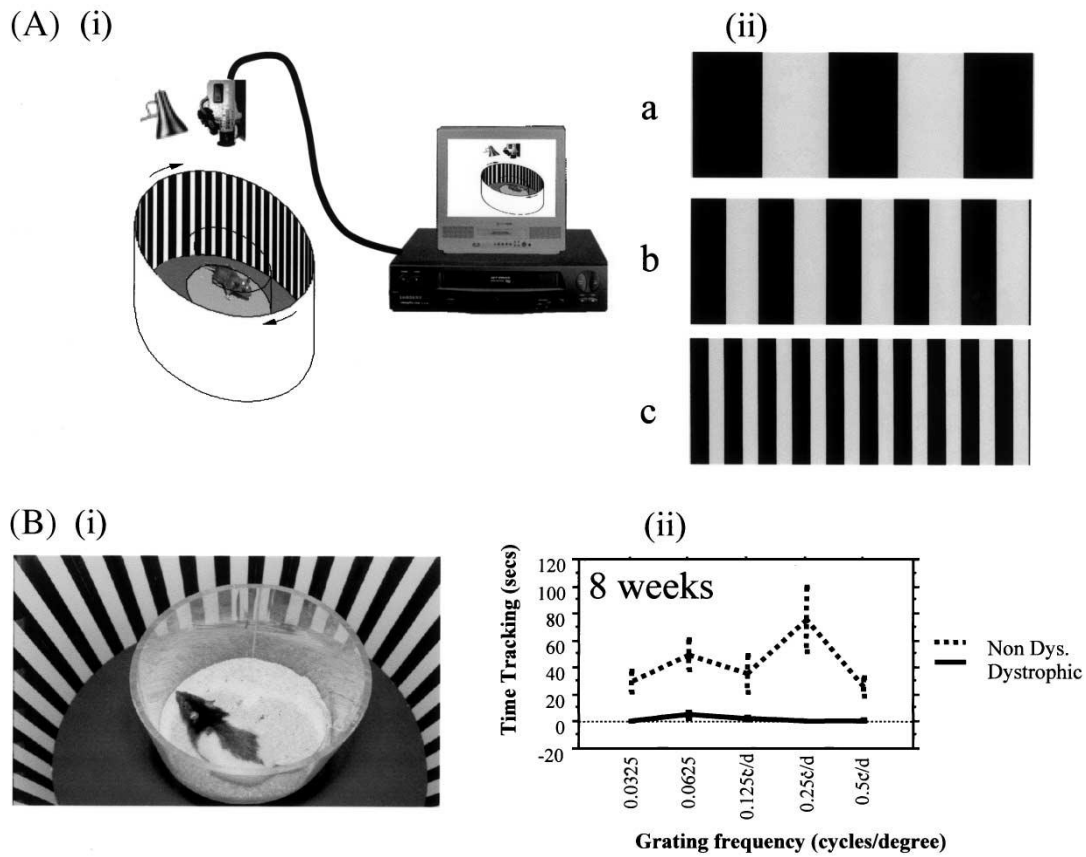 (A) (i)
(ii)
a
b
c
(B) (i)
(ii)
8 weeks
Time Tracking (secs)
120
100
80
60
40
20
0
-20
0.0325
0.0625
0.125c/d
0.25c/d
0.5c/d
Grating frequency (cycles/degree)
Non Dys.
Dystrophic